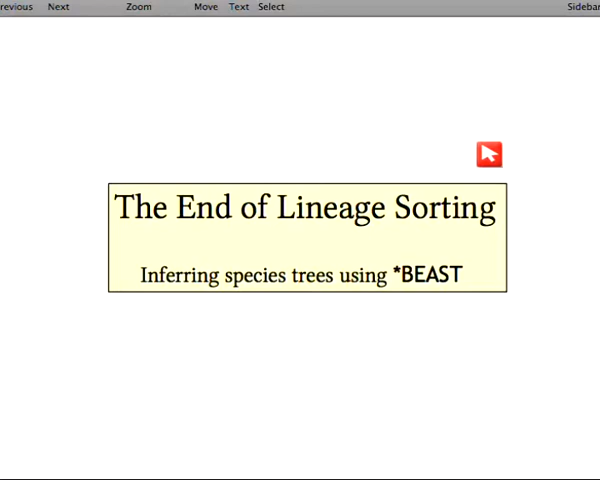 revious Next Zoom Move Text Select Sidebar
The End of Lineage Sorting
Inferring species trees using *BEAST